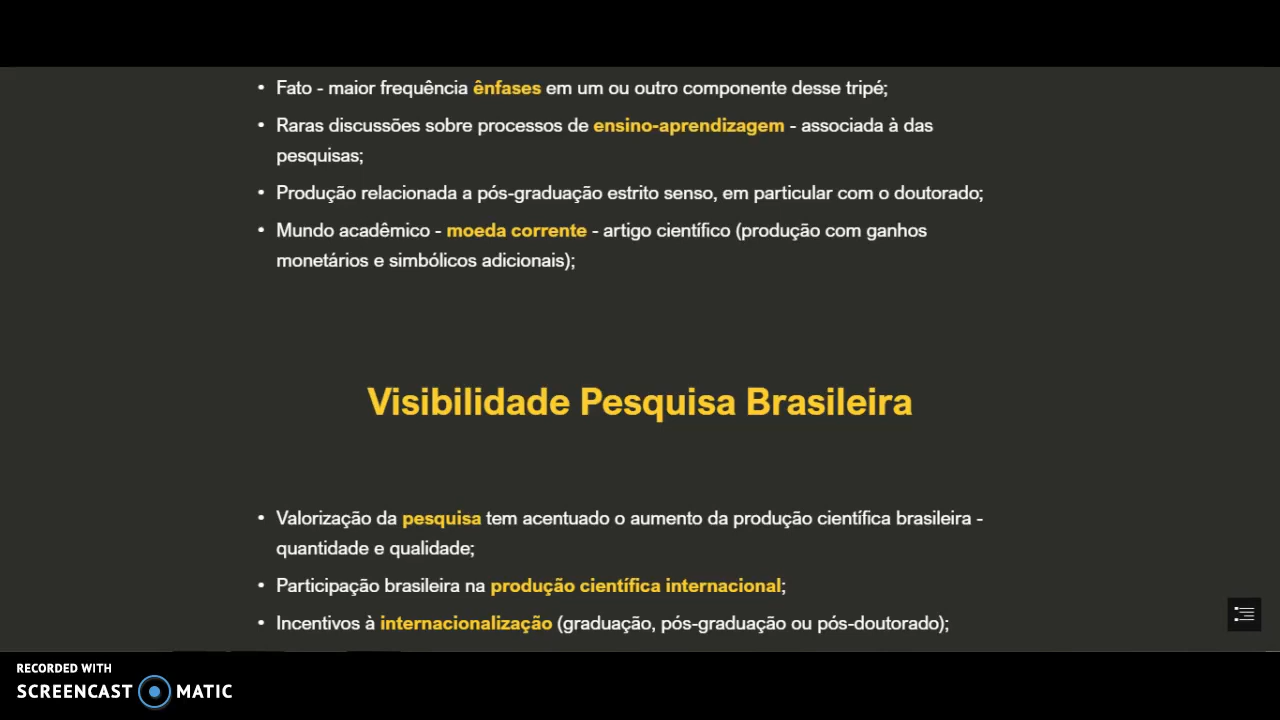 • Fato - maior frequência ênfases em um ou outro componente desse tripé;
• Raras discussões sobre processos de ensino-aprendizagem - associada à das
pesquisas;
• Produção relacionada a pós-graduação estrito senso, em particular com o doutorado;
• Mundo acadêmico - moeda corrente - artigo científico (produção com ganhos
monetários e simbólicos adicionais);
Visibilidade Pesquisa Brasileira
• Valorização da pesquisa tem acentuado o aumento da produção científica brasileira -
quantidade e qualidade;
• Participação brasileira na produção científica internacional;
• Incentivos à internacionalização (graduação, pós-graduação ou pós-doutorado);
RECORDED WITH
SCREENCAST MATIC